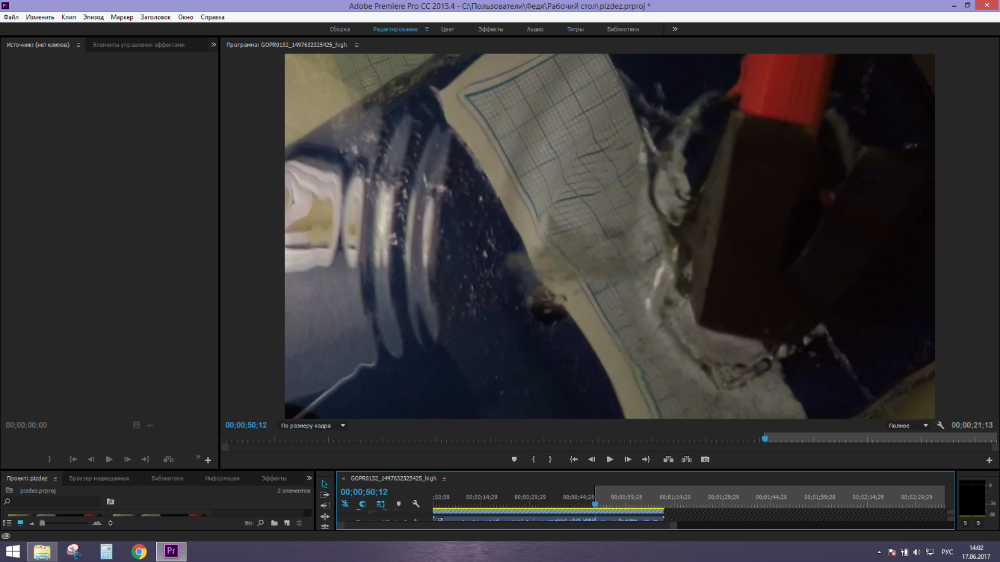 Adobe Premiere Pro CC 2015.4 - C:\Пользователи\Федя\Рабочий стол\pizdez.prproj *
Файл Изменить Клип Эпизод Маркер Заголовок Окно Справка
Сборка Редактирование Цвет Эффекты Аудио Титры Библиотеки
Источник: (нет клипов) Элементы управления эффектами
Программа: GOPR0132_1497632325425_high
00;00;00;00
00;00;50;12 По размеру кадра Полное 00;00;21;13
Проект: pizdez Браузер медиаданных Библиотеки Информация Эффекты
pizdez.prproj 2 элементов
GOPR0132_1497632325425_high
00;00;50;12
;00;00 00;00;14;29 00;00;29;29 00;00;44;28 00;00;59;28 00;01;14;29 00;01;29;29 00;01;44;28 00;01;59;28 00;02;14;29 00;02;29;29
0
-36
dB
S S
РУС
14:02
17.06.2017